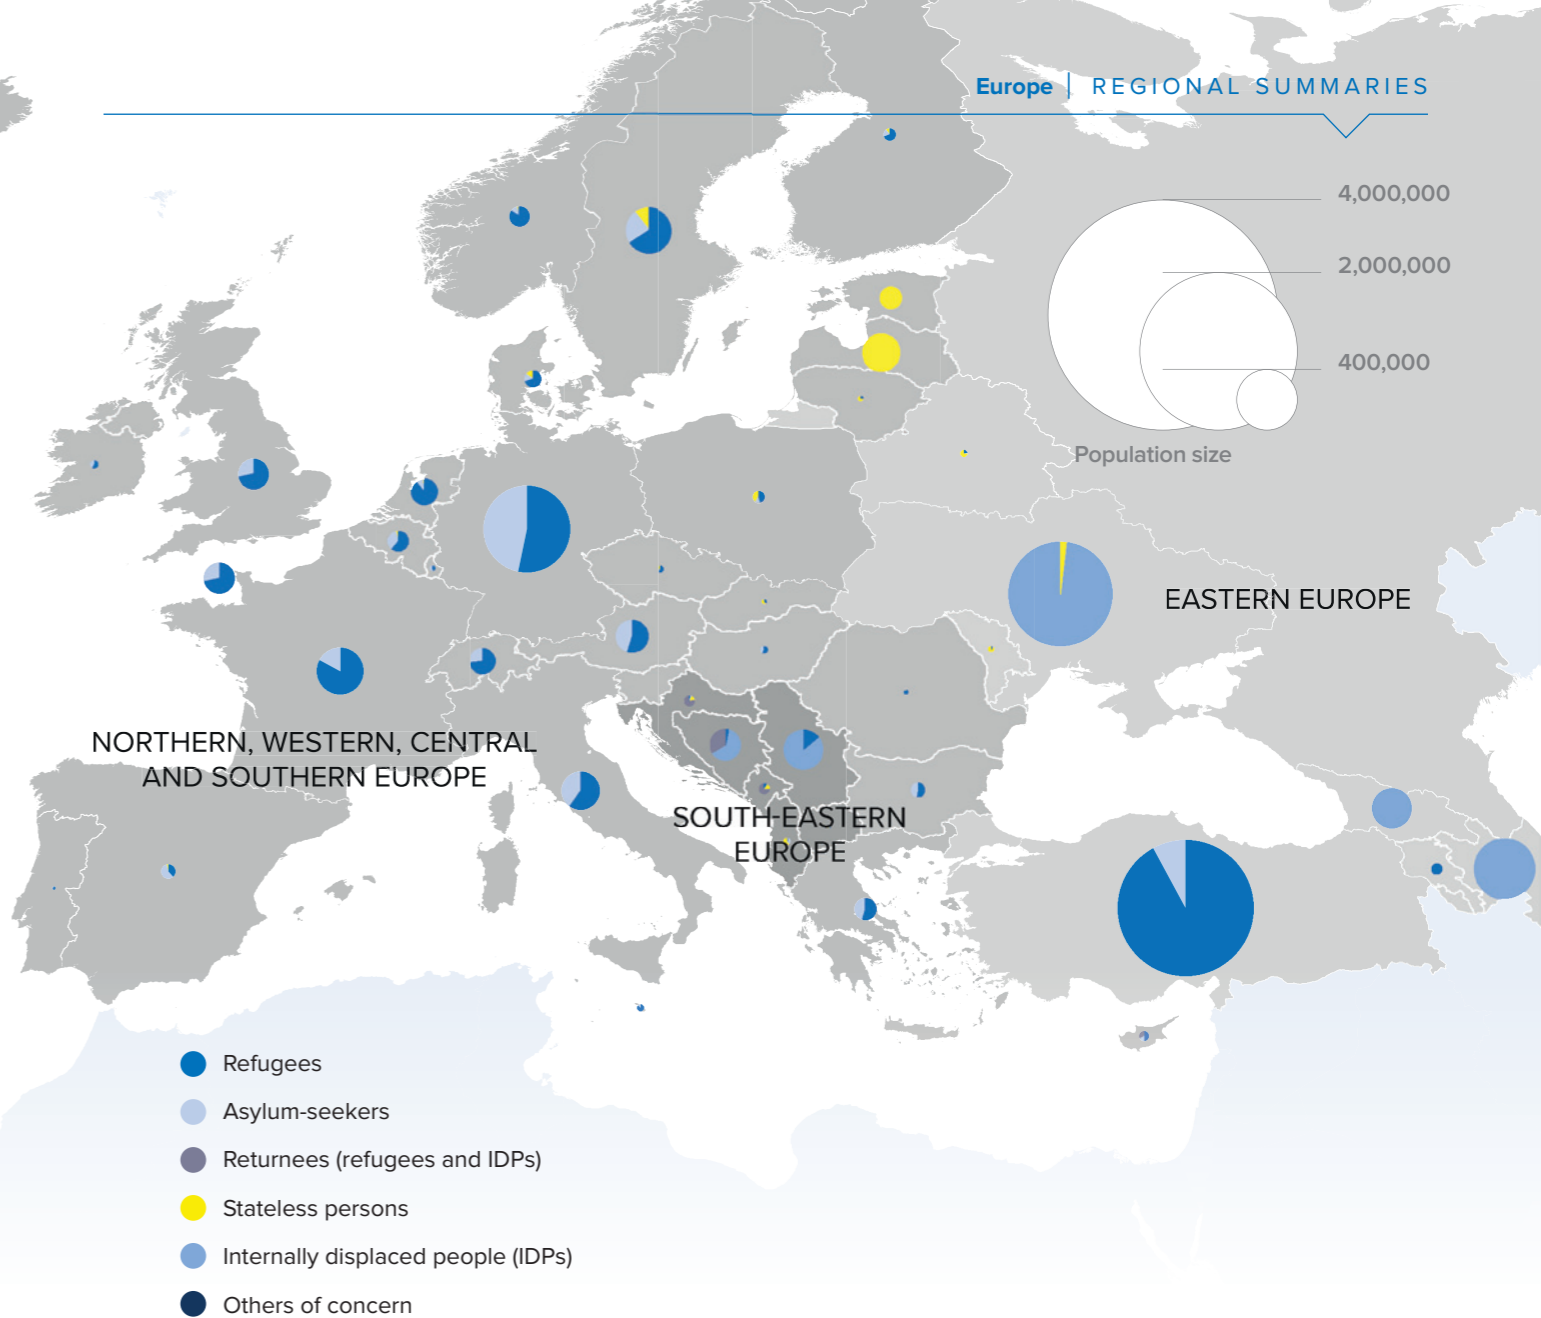 Europe | REGIONAL SUMMARIES
4,000,000
2,000,000
400,000
Population size
EASTERN EUROPE
NORTHERN, WESTERN, CENTRAL
AND SOUTHERN EUROPE
SOUTH-EASTERN
EUROPE
Refugees
Asylum-seekers
Returnees (refugees and IDPs)
Stateless persons
Internally displaced people (IDPs)
Others of concern